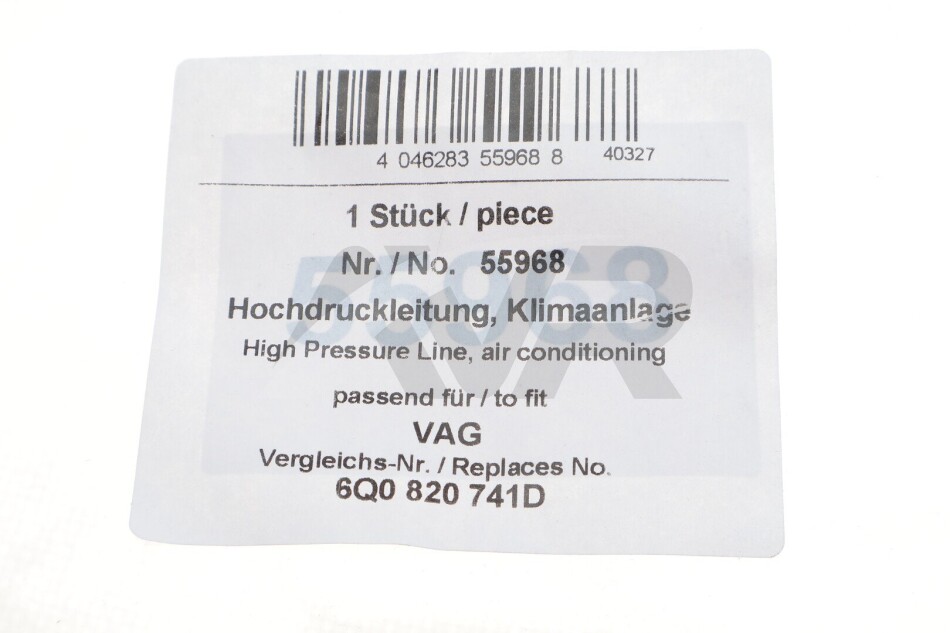 4 046283 55968 8 40327
1 Stück / piece
Nr. / No. 55968
Hochdruckleitung, Klimaanlage
High Pressure Line, air conditioning
passend für / to fit
VAG
Vergleichs-Nr. / Replaces No.
6Q0 820 741D
55968